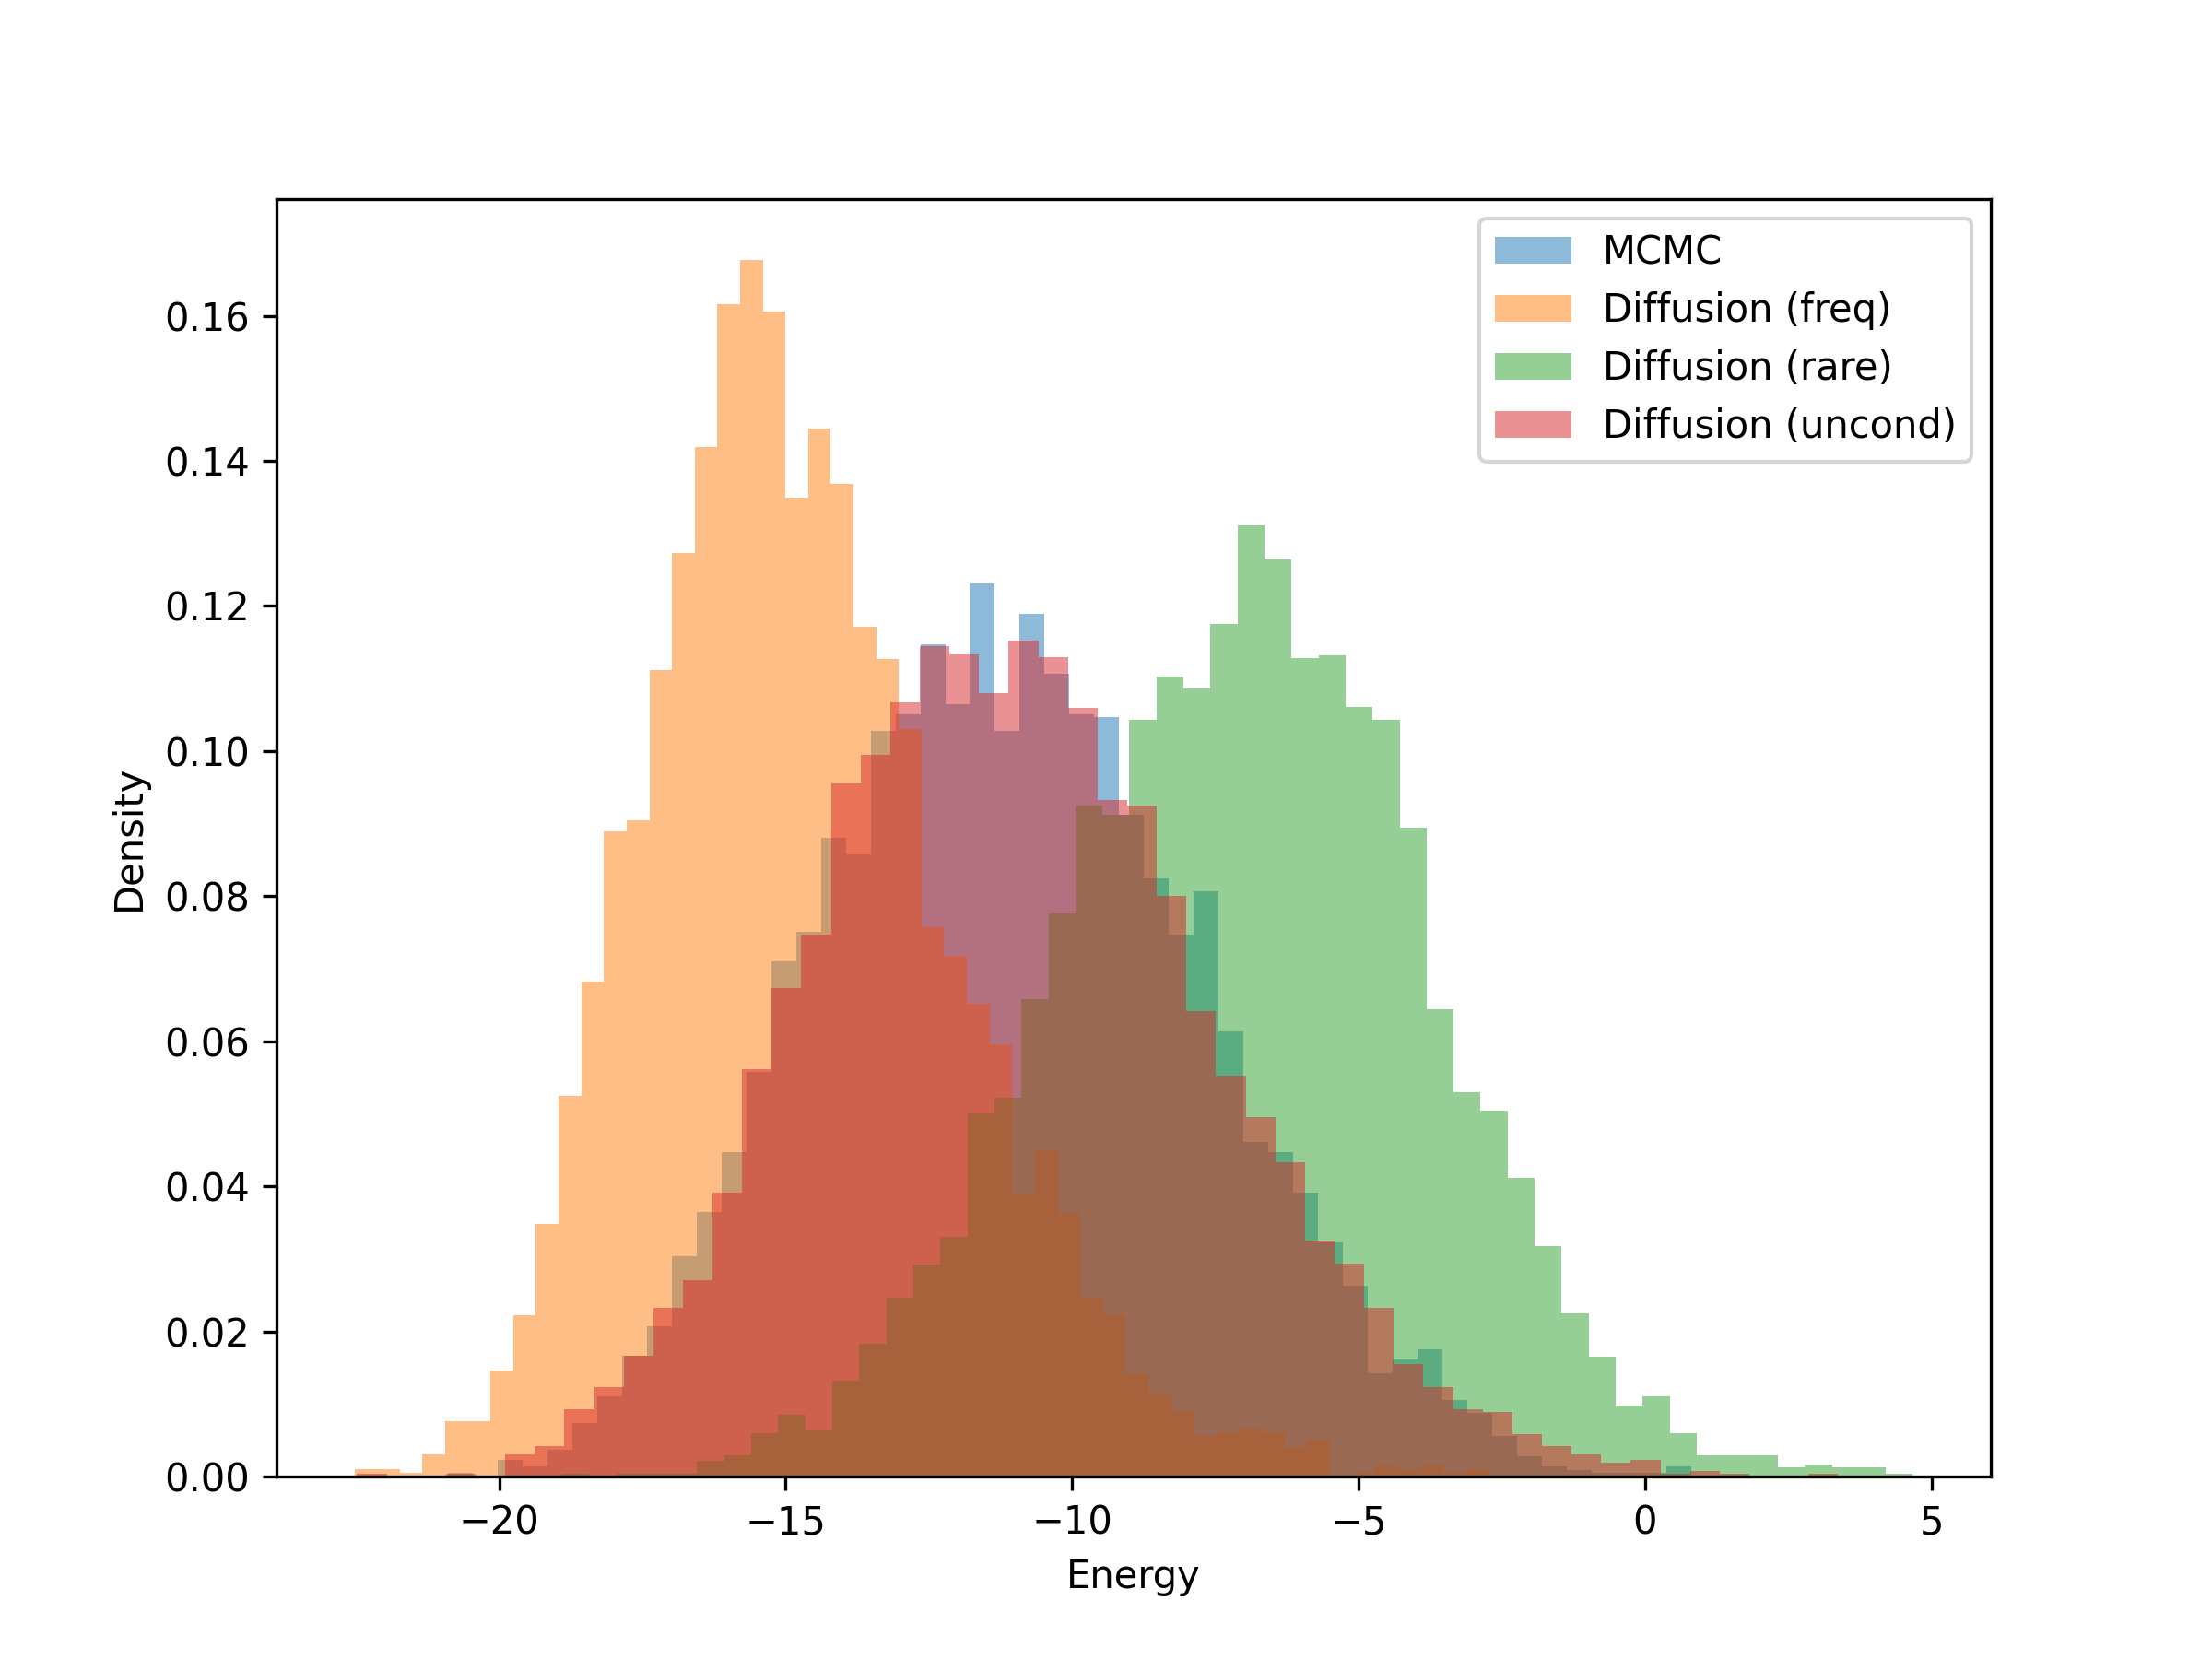 MCMC
Diffusion (freq)
Diffusion (rare)
Diffusion (uncond)
0.16
0.14
0.12
0.10
0.08
0.06
0.04
0.02
0.00
Density
−20 −15 −10 −5 0 5
Energy